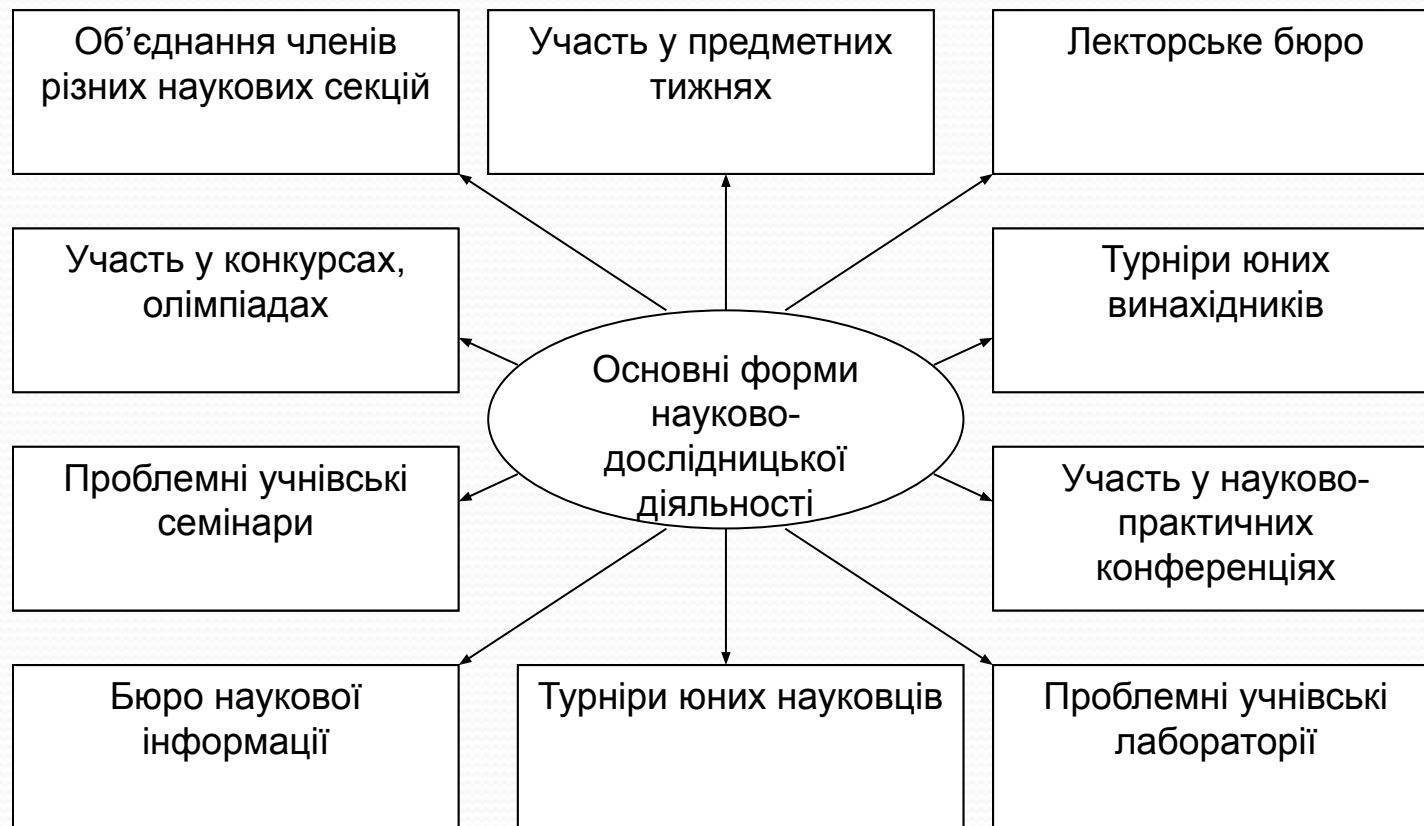 Об’єднання членів
різних наукових секцій
Участь у предметних
тижнях
Лекторське бюро
Участь у конкурсах,
олімпіадах
Турніри юних
винахідників
Основні форми
науково-
дослідницької
діяльності
Проблемні учнівські
семінари
Участь у науково-
практичних
конференціях
Бюро наукової
інформації
Турніри юних науковців
Проблемні учнівські
лабораторії